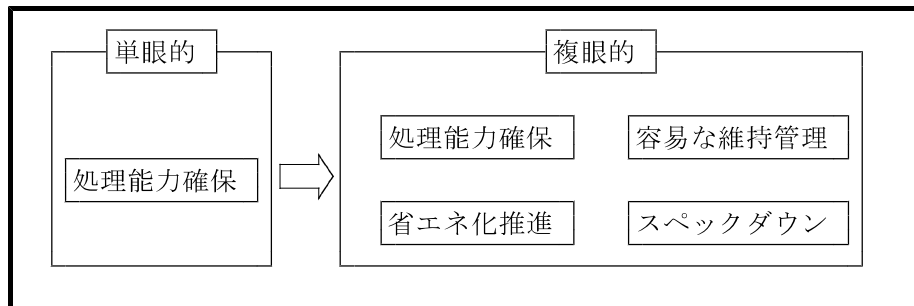 単眼的
複眼的
処理能力確保
容易な維持管理
処理能力確保
省エネ化推進
スペックダウン